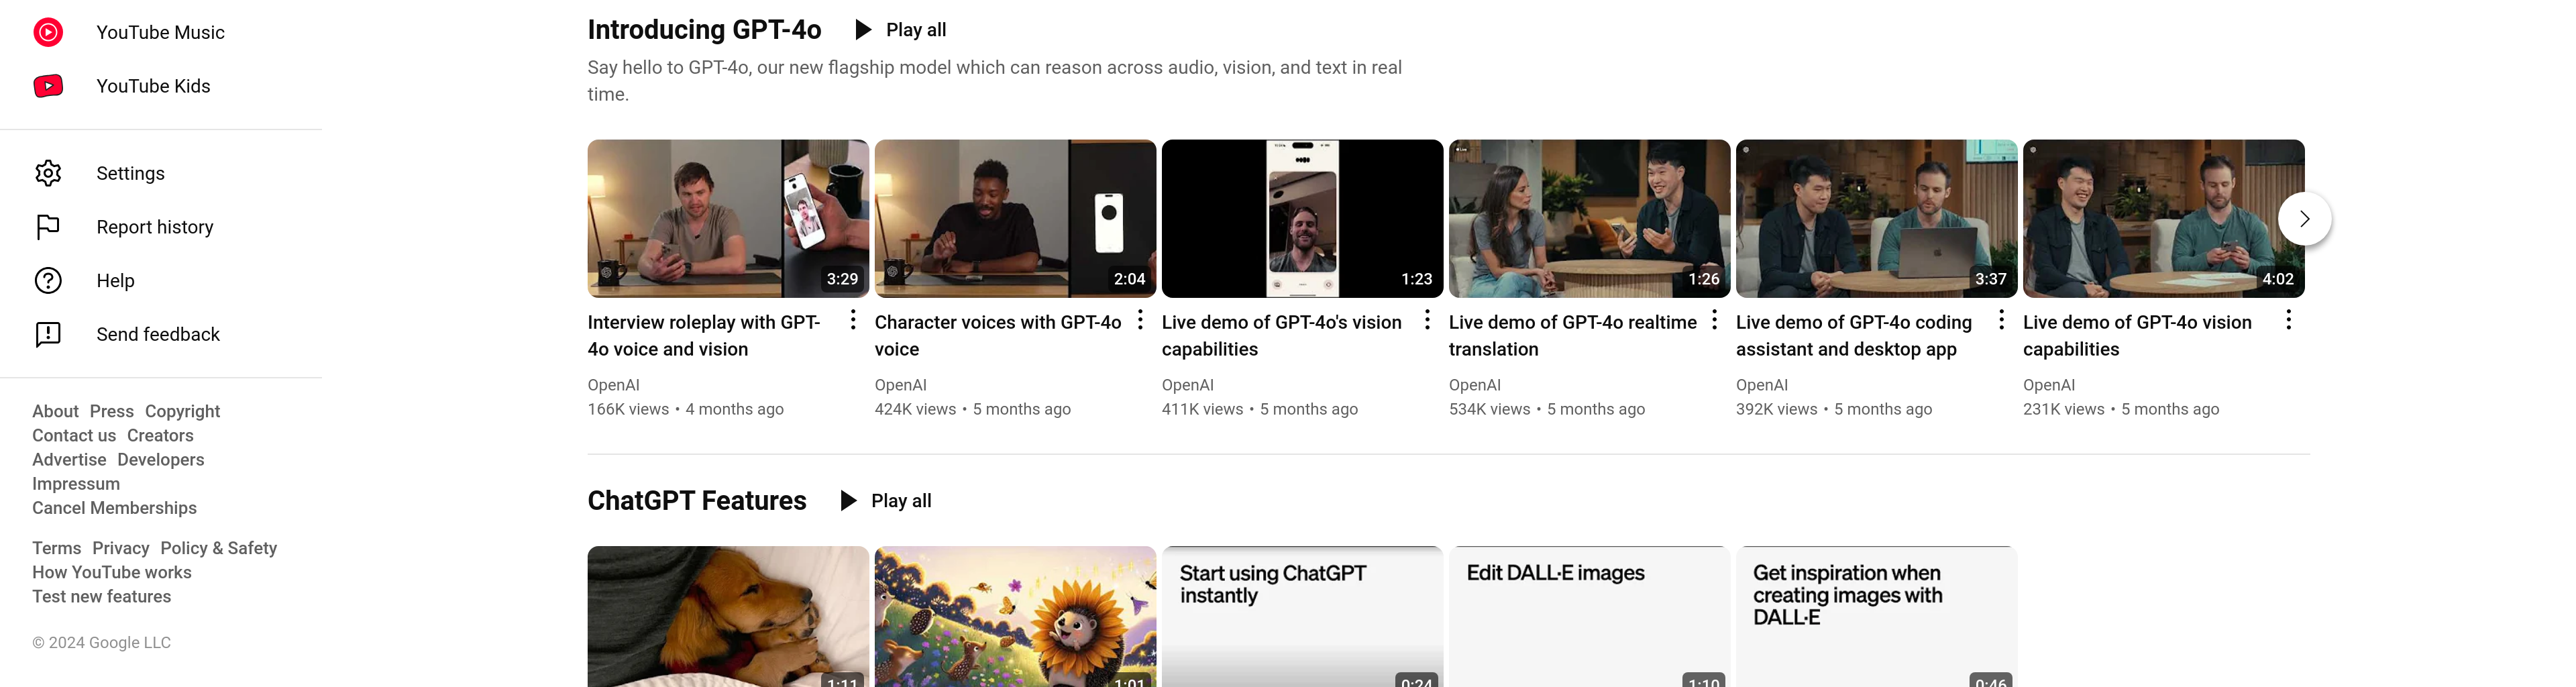 YouTube Music
YouTube Kids
Settings
Report history
Help
Send feedback
About Press Copyright
Contact us Creators
Advertise Developers
Impressum
Cancel Memberships
Terms Privacy Policy & Safety
How YouTube works
Test new features
© 2024 Google LLC
Introducing GPT-4o Play all
Say hello to GPT-4o, our new flagship model which can reason across audio, vision, and text in real
time.
3:29
Interview roleplay with GPT-
4o voice and vision
OpenAI
166K views • 4 months ago
2:04
Character voices with GPT-4o
voice
OpenAI
424K views • 5 months ago
1:23
Live demo of GPT-4o's vision
capabilities
OpenAI
411K views • 5 months ago
1:26
Live demo of GPT-4o realtime
translation
OpenAI
534K views • 5 months ago
3:37
Live demo of GPT-4o coding
assistant and desktop app
OpenAI
392K views • 5 months ago
4:02
Live demo of GPT-4o vision
capabilities
OpenAI
231K views • 5 months ago
ChatGPT Features Play all
1:11
1:01
Start using ChatGPT
instantly
0:24
Edit DALL·E images
1:10
Get inspiration when
creating images with
DALL·E
0:46